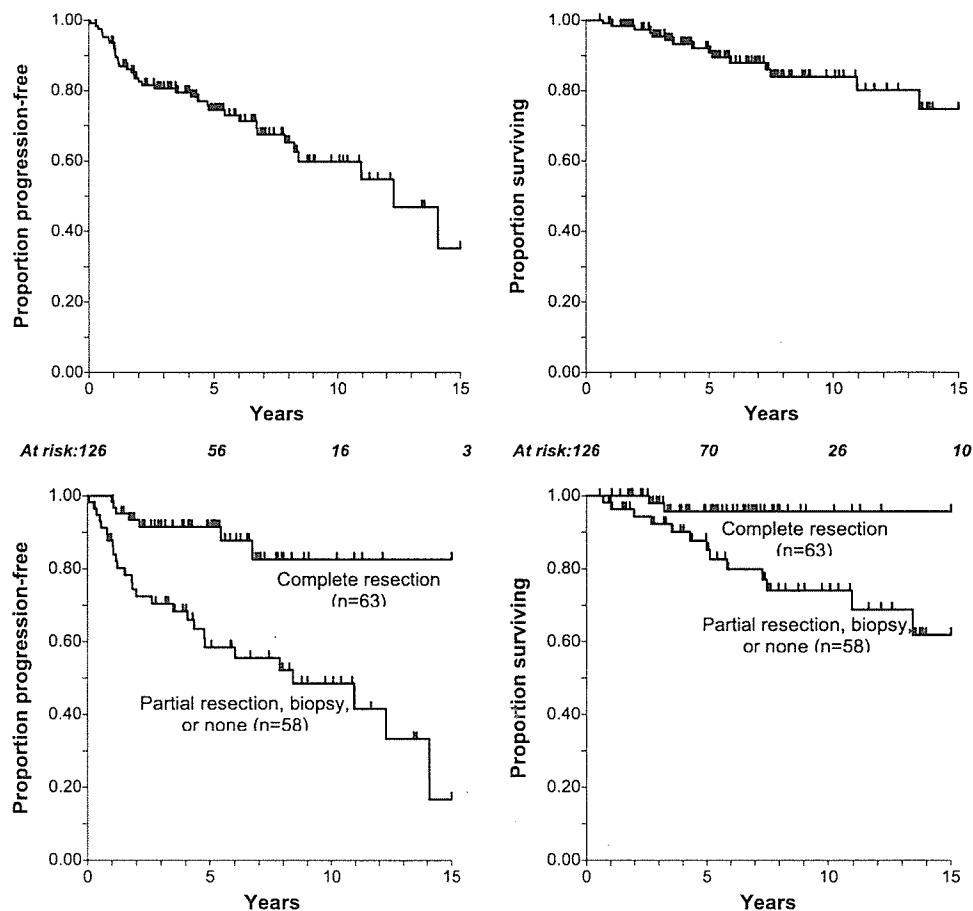 Proportion progression-free
1.00
0.80
0.60
0.40
0.20
0.00
0
5
10
15
Years
At risk:126 56 16 3
Proportion surviving
1.00
0.80
0.60
0.40
0.20
0.00
0
5
10
15
Years
At risk:126 70 26 10
Proportion progression-free
1.00
0.80
0.60
0.40
0.20
0.00
Complete resection
(n=63)
Partial resection, biopsy,
or none (n=58)
0
5
10
15
Years
Proportion surviving
1.00
0.80
0.60
0.40
0.20
0.00
Complete resection
(n=63)
Partial resection, biopsy,
or none (n=58)
0
5
10
15
Years